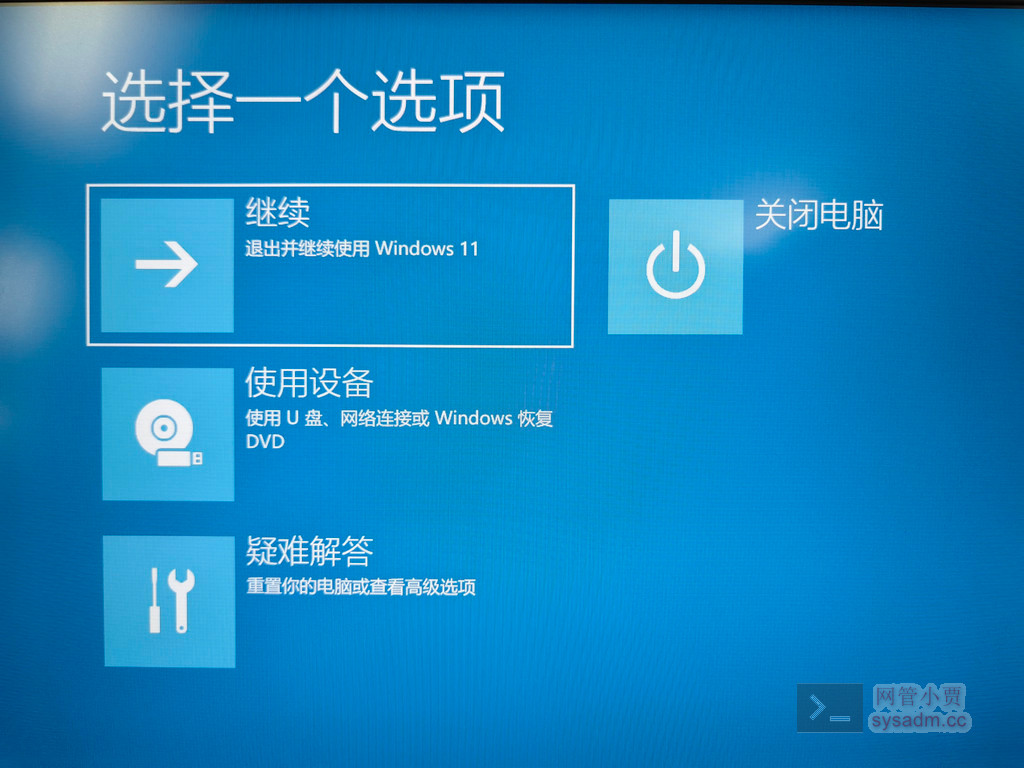 选择一个选项
继续
退出并继续使用 Windows 11
关闭电脑
使用设备
使用 U 盘、网络连接或 Windows 恢复
DVD
疑难解答
重置你的电脑或查看高级选项
网管小贾
sysadm.cc